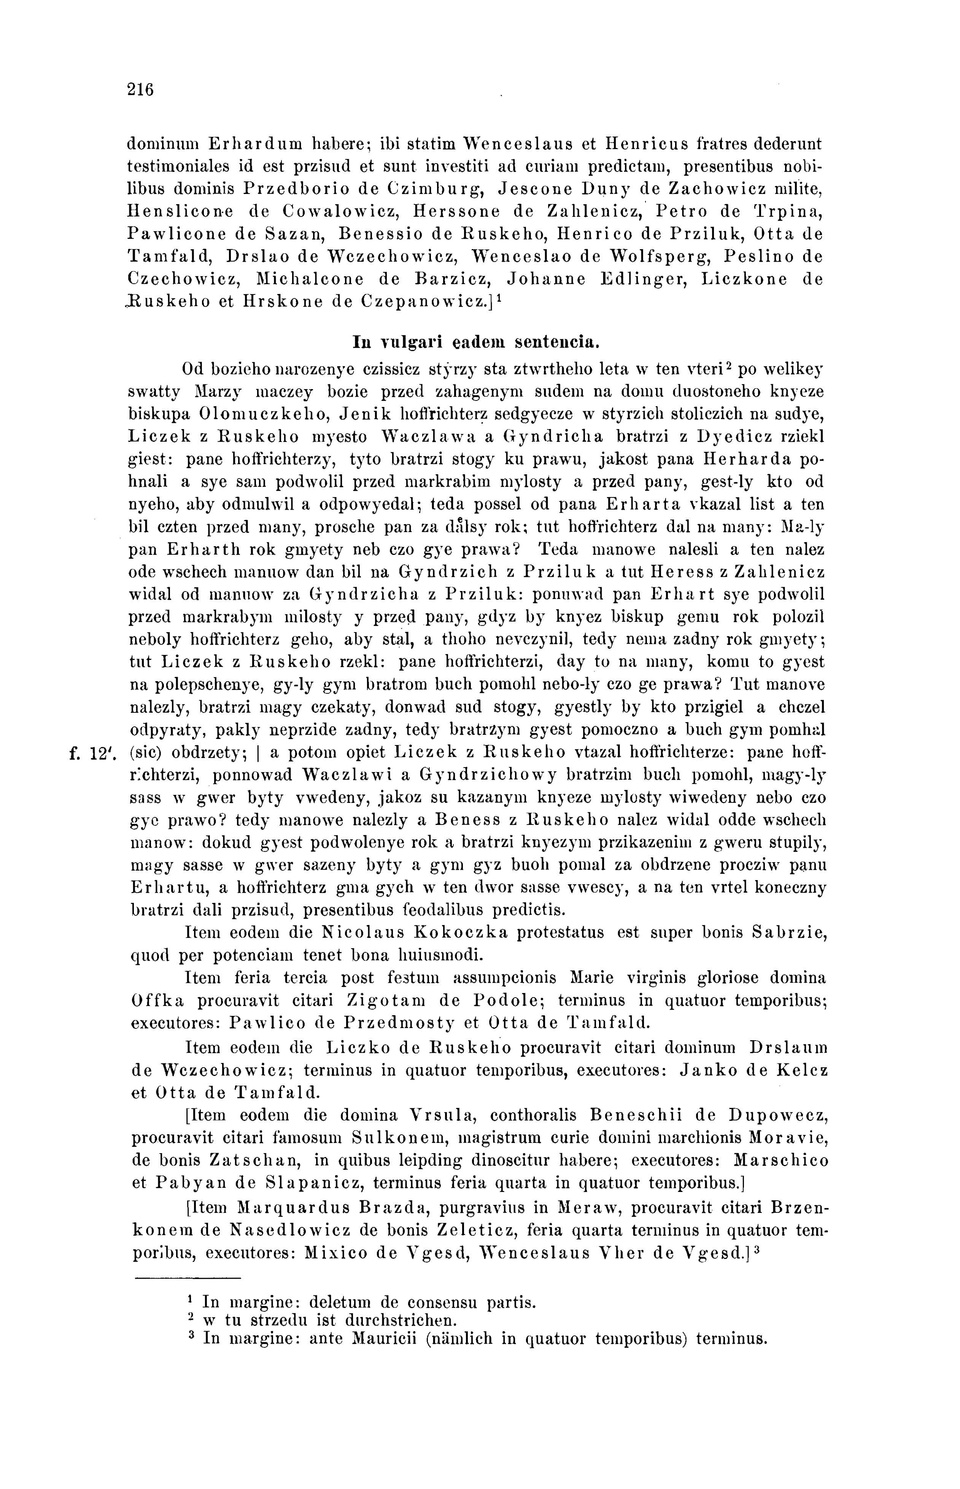 216
dominum Erhardum habere; ibi statim Wenceslaus et Henricus fratres dederunt
testimoniales id est przisud et sunt investiti ad curiam predictam, presentibus nobi-
libus dominis Przedborio de Czimburg, Jescone Duny de Zachowicz milite,
Henslicone de Cowalowicz, Herssone de Zahlenicz, Petro de Trpina,
Pawlicone de Sazan, Benessio de Ruskeho, Henrico de Prziluk, Otta de
Tamfald, Drslao de Wczechowicz, Wenceslao de Wolfsperg, Peslino de
Czechowicz, Michalcone de Barzicz, Johanne Edlinger, Liczkone de
Ruskeho et Hrskone de Czepanowicz.] ¹
In vulgari eadem sentencia.
Od bozieho narozenye czissicz styrzy sta ztwrtheho leta w ten vteri ² po welikey
swatty Marzy maczey bozie przed zahagenym sudem na domu duostoneho knyeze
biskupa Olomuczkeho, Jenik hoffrichterz sedgyecze w styrzich stoliczich na sudye,
Liczek z Ruskeho myesto Waczlawa a Gyndricha bratrzi z Dyedicz rziekl
giest: pane hoffrichterzy, tyto bratrzi stogy ku prawu, jakost pana Herharda po-
hnali a sye sam podwolil przed markrabim mylosty a przed pany, gest-ly kto od
nyeho, aby odmulwil a odpowyedal; teda possel od pana Erharta vkazal list a ten
bil czten przed many, prosche pan za dalsy rok; tut hoffrichterz dal na many: Ma-ly
pan Erharth rok gmyety neb czo gye prawa? Teda manowe nalesli a ten nalez
ode wschech manuow dan bil na Gyndrzich z Prziluk a tut Heress z Zahlenicz
widal od manuow za Gyndrzicha z Prziluk: ponuwad pan Erhart sye podwolil
przed markrabym milosty y przed pany, gdyz by knyez biskup gemu rok polozil
neboly hoffrichterz geho, aby stal, a thoho nevczynil, tedy nema zadny rok gmyety;
tut Liczek z Ruskeho rzekl: pane hoffrichterzi, day to na many, komu to gyest
na polepschenye, gy-ly gym bratrom buch pomohl nebo-ly czo ge prawa? Tut manove
nalezly, bratrzi magy czekaty, donwad sud stogy, gyestly by kto przigiel a chczel
odpyraty, pakly neprzide zadny, tedy bratrzym gyest pomoczno a buch gym pomhal
f. 12′. (sic) obdrzety; | a potom opiet Liczek z Ruskeho vtazal hoffrichterze: pane hoff-
richterzi, ponnowad Waczlawi a Gyndrzichowy bratrzim buch pomohl, magy-ly
sass w gwer byty vwedeny, jakoz su kazanym knyeze mylosty wiwedeny nebo czo
gye prawo? tedy manowe nalezly a Beness z Ruskeho nalez widal odde wschech
manow: dokud gyest podwolenye rok a bratrzi knyezym przikazenim z gweru stupily,
magy sasse w gwer sazeny byty a gym gyz buoh pomal za obdrzene procziw panu
Erhartu, a hoffrichterz gma gych w ten dwor sasse vwescy, a na ten vrtel koneczny
bratrzi dali przisud, presentibus feodalibus predictis.
Item eodem die Nicolaus Kokoczka protestatus est super bonis Sabrzie,
quod per potenciam tenet bona huiusmodi.
Item feria tercia post festum assumpcionis Marie virginis gloriose domina
Offka procuravit citari Zigotam de Podole; terminus in quatuor temporibus;
executores: Pawlico de Przedmosty et Otta de Tamfald.
Item eodem die Liczko de Ruskeho procuravit citari dominum Drslaum
de Wczechowicz; terminus in quatuor temporibus, executores: Janko de Kelcz
et Otta de Tamfald.
[Item eodem die domina Vrsula, conthoralis Beneschii de Dupowecz,
procuravit citari famosum Sulkonem, magistrum curie domini marchionis Moravie,
de bonis Zatschan, in quibus leipding dinoscitur habere; executores: Marschico
et Pabyan de Slapanicz, terminus feria quarta in quatuor temporibus.]
[Item Marquardus Brazda, purgravius in Meraw, procuravit citari Brzen-
konem de Nasedlowicz de bonis Zeleticz, feria quarta terminus in quatuor tem-
poribus, executores: Mixico de Vgesd, Wenceslaus Vher de Vgesd.] ³
¹ In margine: deletum de consensu partis.
² w tu strzedu ist durchstrichen.
³ In margine: ante Mauricii (nämlich in quatuor temporibus) terminus.